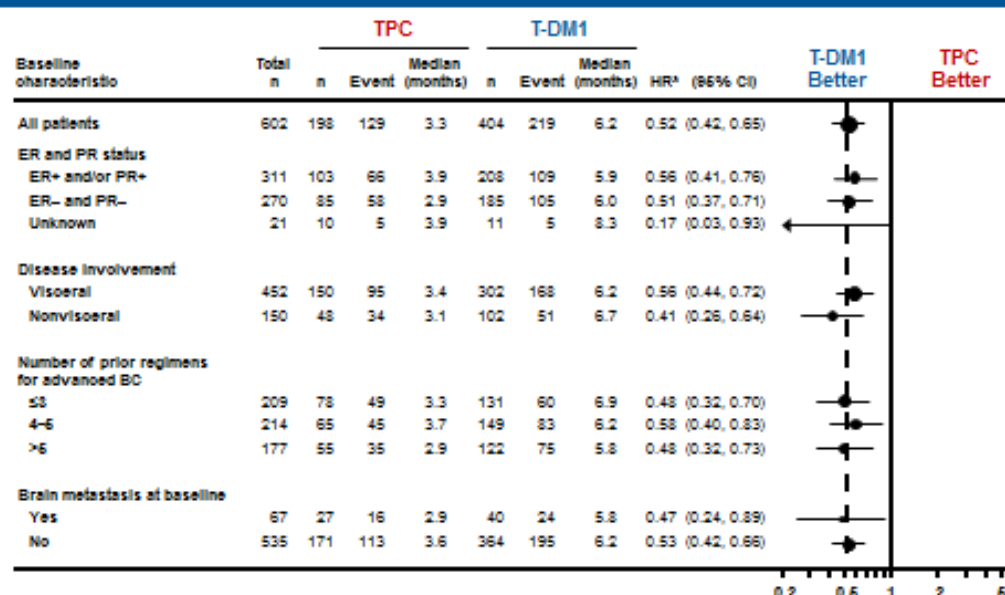 TPC T-DM1
Baseline characteristic Total n n Event Median (months) n Event Median (months) HRª (95% CI) T-DM1 Better TPC Better
All patients 602 198 129 3.3 404 219 6.2 0.52 (0.42, 0.65)
ER and PR status
ER+ and/or PR+ 311 103 66 3.9 208 109 5.9 0.56 (0.41, 0.76)
ER– and PR– 270 85 58 2.9 185 105 6.0 0.51 (0.37, 0.71)
Unknown 21 10 5 3.9 11 5 8.3 0.17 (0.03, 0.93)
Disease involvement
Visceral 452 150 95 3.4 302 168 6.2 0.56 (0.44, 0.72)
Nonvisceral 150 48 34 3.1 102 51 6.7 0.41 (0.26, 0.64)
Number of prior regimens
for advanced BC
≤3 209 78 49 3.3 131 60 6.9 0.48 (0.32, 0.70)
4–5 214 65 45 3.7 149 83 6.2 0.58 (0.40, 0.83)
>5 177 55 35 2.9 122 75 5.8 0.48 (0.32, 0.73)
Brain metastasis at baseline
Yes 67 27 16 2.9 40 24 5.8 0.47 (0.24, 0.89)
No 535 171 113 3.6 364 195 6.2 0.53 (0.42, 0.66)
0.2 0.5 1 2 5